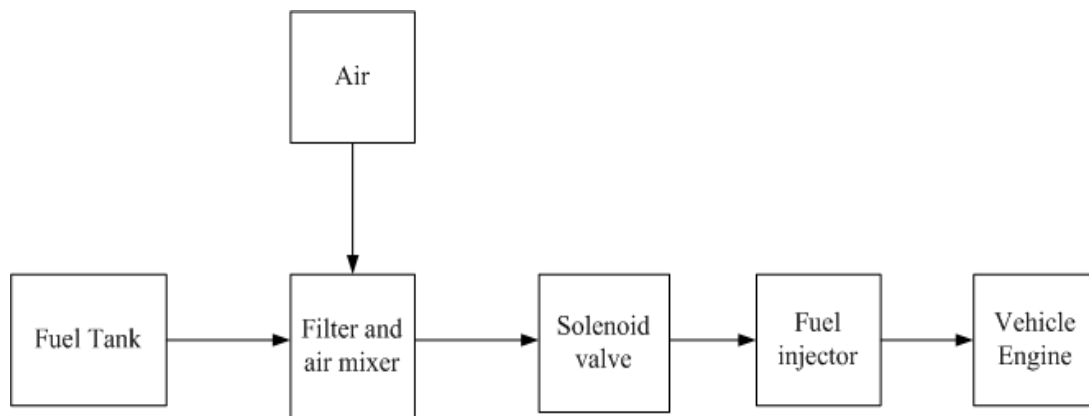 Air
Fuel Tank
Filter and
air mixer
Solenoid
valve
Fuel
injector
Vehicle
Engine